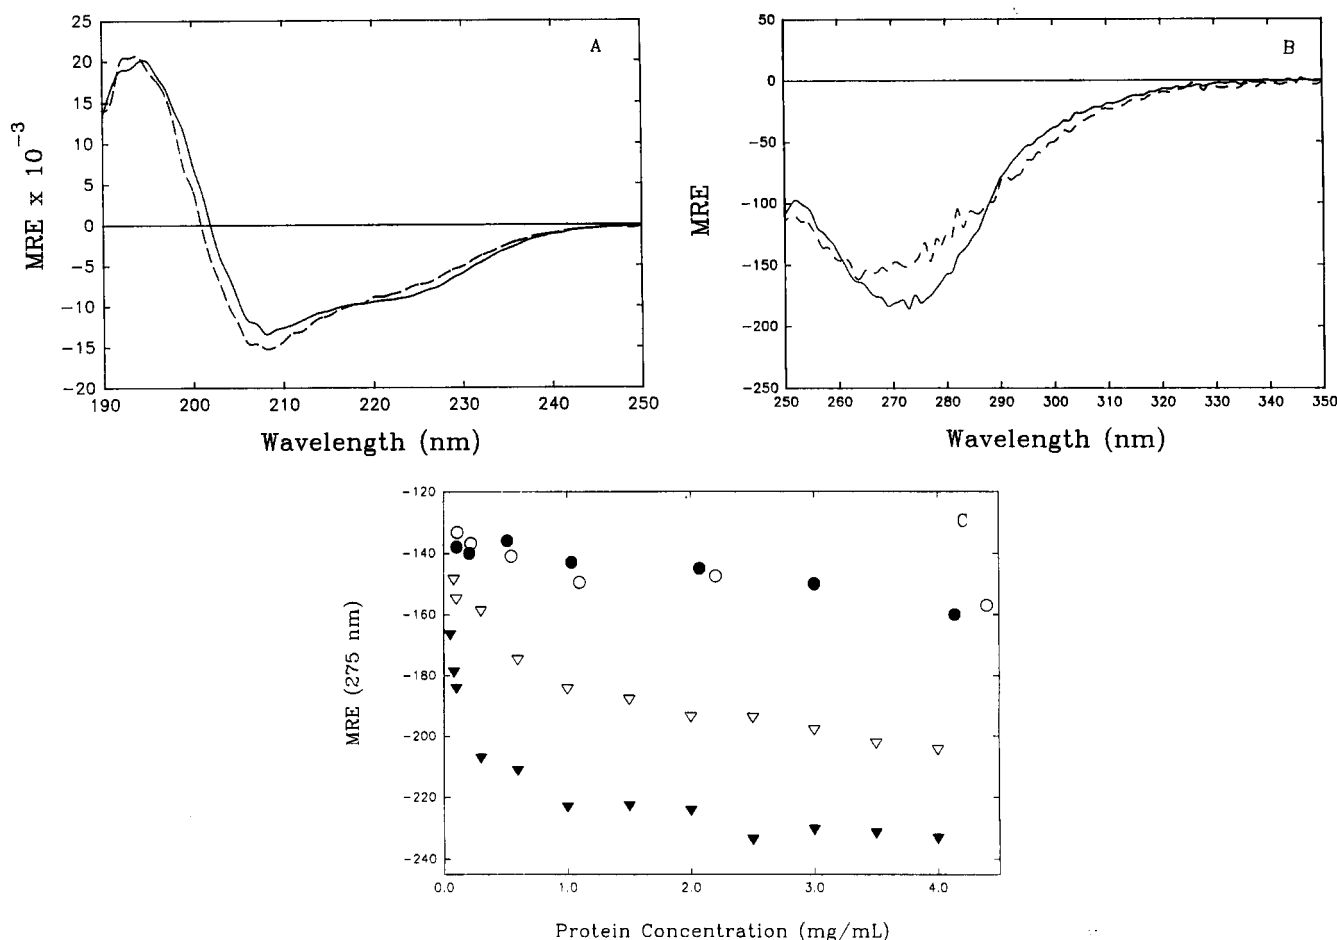 A
MRE x 10⁻³
25
20
15
10
5
0
−5
−10
−15
−20
190 200 210 220 230 240 250
Wavelength (nm)
B
MRE
50
0
−50
−100
−150
−200
−250
250 260 270 280 290 300 310 320 330 340 350
Wavelength (nm)
C
MRE (275 nm)
−120
−140
−160
−180
−200
−220
−240
0.0 1.0 2.0 3.0 4.0
Protein Concentration (mg/mL)